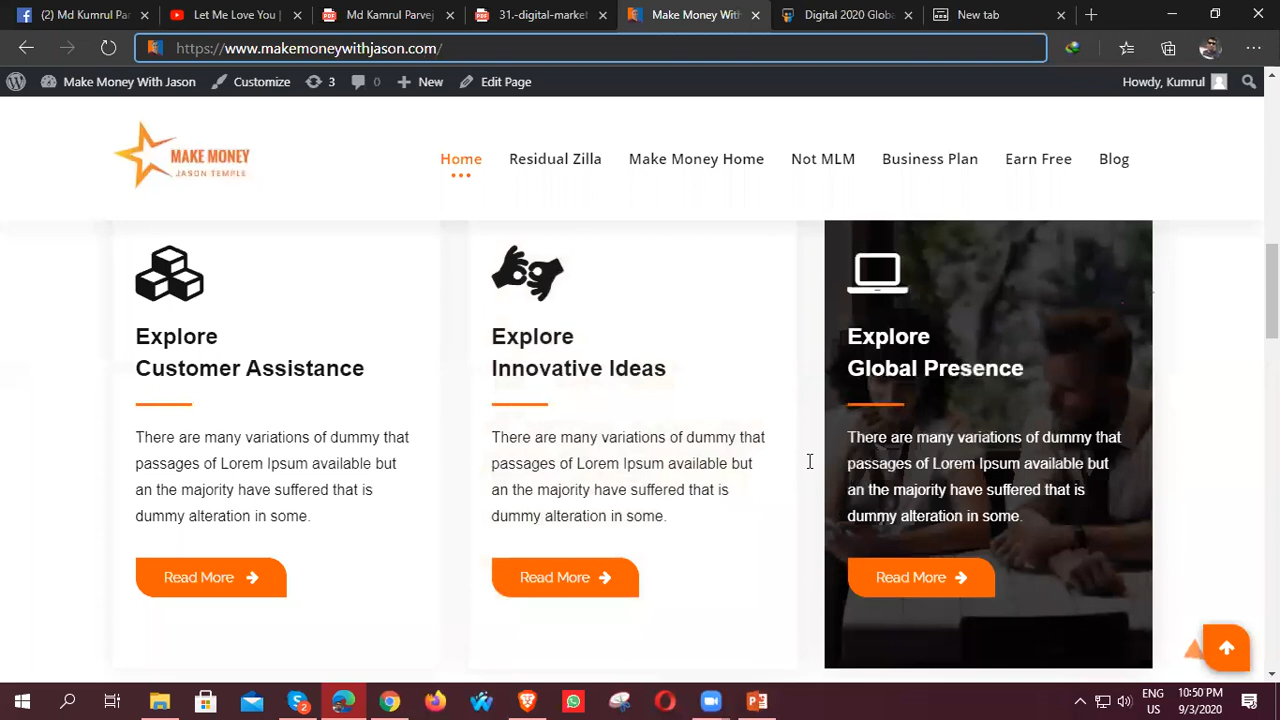 Md Kumrul Par
Let Me Love You |
Md Kamrul Parvej
31.-digital-market
Make Money With
Digital 2020 Globa
New tab
https://www.makemoneywithjason.com/
Make Money With Jason
Customize
3
0
New
Edit Page
Howdy, Kumrul
MAKE MONEY
JASON TEMPLE
Home
Residual Zilla
Make Money Home
Not MLM
Business Plan
Earn Free
Blog
Explore
Customer Assistance
There are many variations of dummy that
passages of Lorem Ipsum available but
an the majority have suffered that is
dummy alteration in some.
Read More
Explore
Innovative Ideas
There are many variations of dummy that
passages of Lorem Ipsum available but
an the majority have suffered that is
dummy alteration in some.
Read More
Explore
Global Presence
There are many variations of dummy that
passages of Lorem Ipsum available but
an the majority have suffered that is
dummy alteration in some.
Read More
ENG
US
10:50 PM
9/3/2020